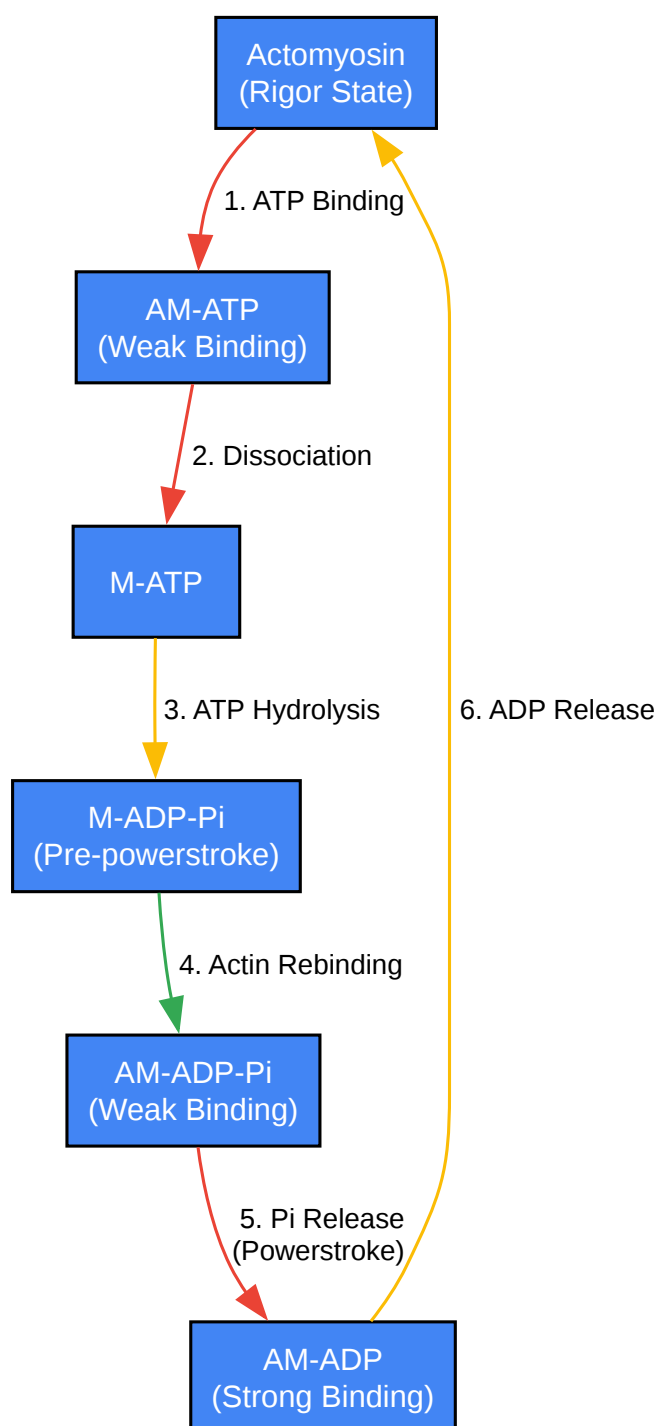 Actomyosin
(Rigor State)
1. ATP Binding
AM-ATP
(Weak Binding)
2. Dissociation
M-ATP
3. ATP Hydrolysis
6. ADP Release
M-ADP-Pi
(Pre-powerstroke)
4. Actin Rebinding
AM-ADP-Pi
(Weak Binding)
5. Pi Release
(Powerstroke)
AM-ADP
(Strong Binding)